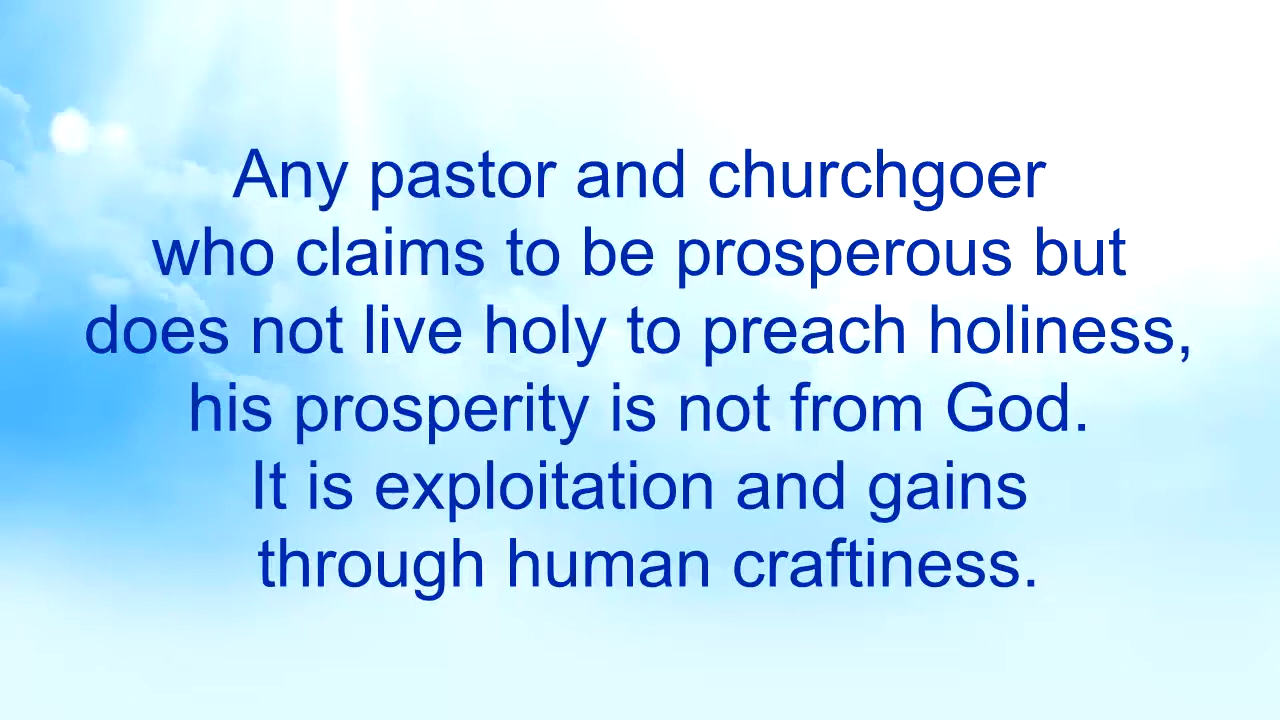 Any pastor and churchgoer
who claims to be prosperous but
does not live holy to preach holiness,
his prosperity is not from God.
It is exploitation and gains
through human craftiness.